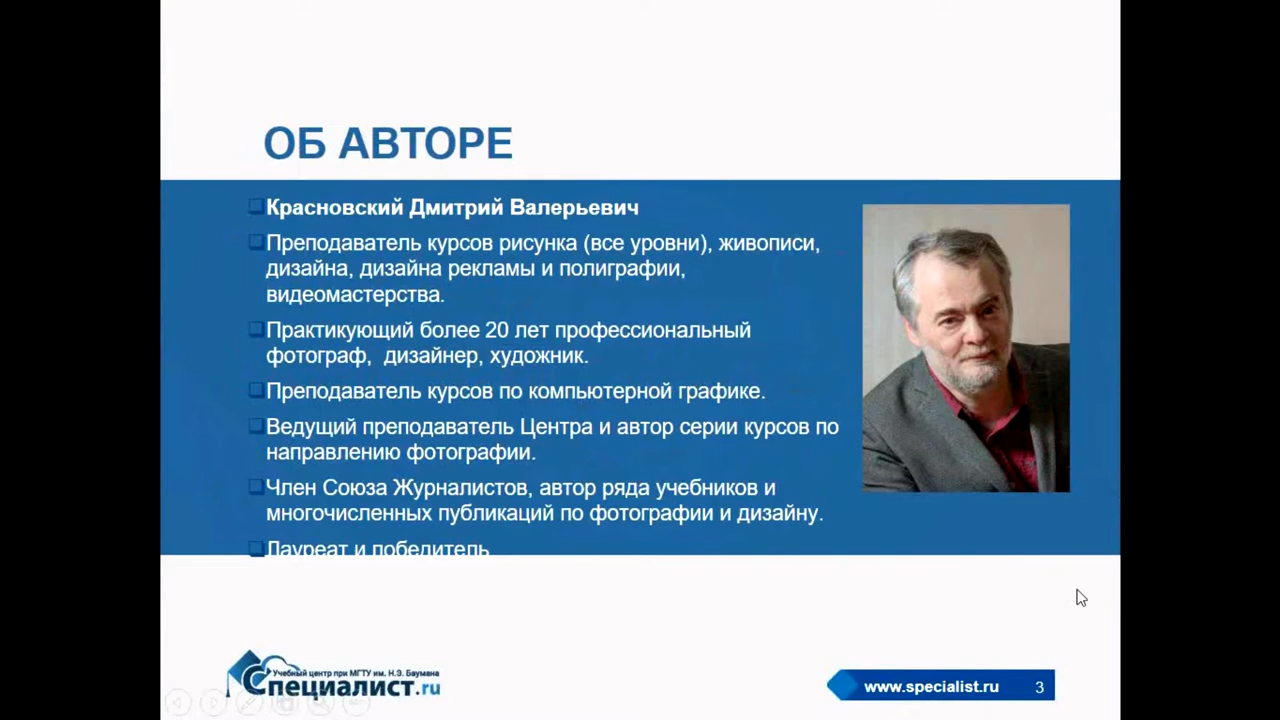 ОБ АВТОРЕ
Красновский Дмитрий Валерьевич
Преподаватель курсов рисунка (все уровни), живописи,
дизайна, дизайна рекламы и полиграфии,
видеомастерства.
Практикующий более 20 лет профессиональный
фотограф, дизайнер, художник.
Преподаватель курсов по компьютерной графике.
Ведущий преподаватель Центра и автор серии курсов по
направлению фотографии.
Член Союза Журналистов, автор ряда учебников и
многочисленных публикаций по фотографии и дизайну.
Лауреат и победитель
Учебный центр при МГТУ им. Н.Э. Баумана
Специалист.ru
www.specialist.ru 3